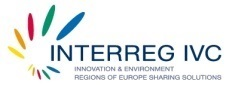 INTERREG IVC
INNOVATION & ENVIRONMENT
REGIONS OF EUROPE SHARING SOLUTIONS